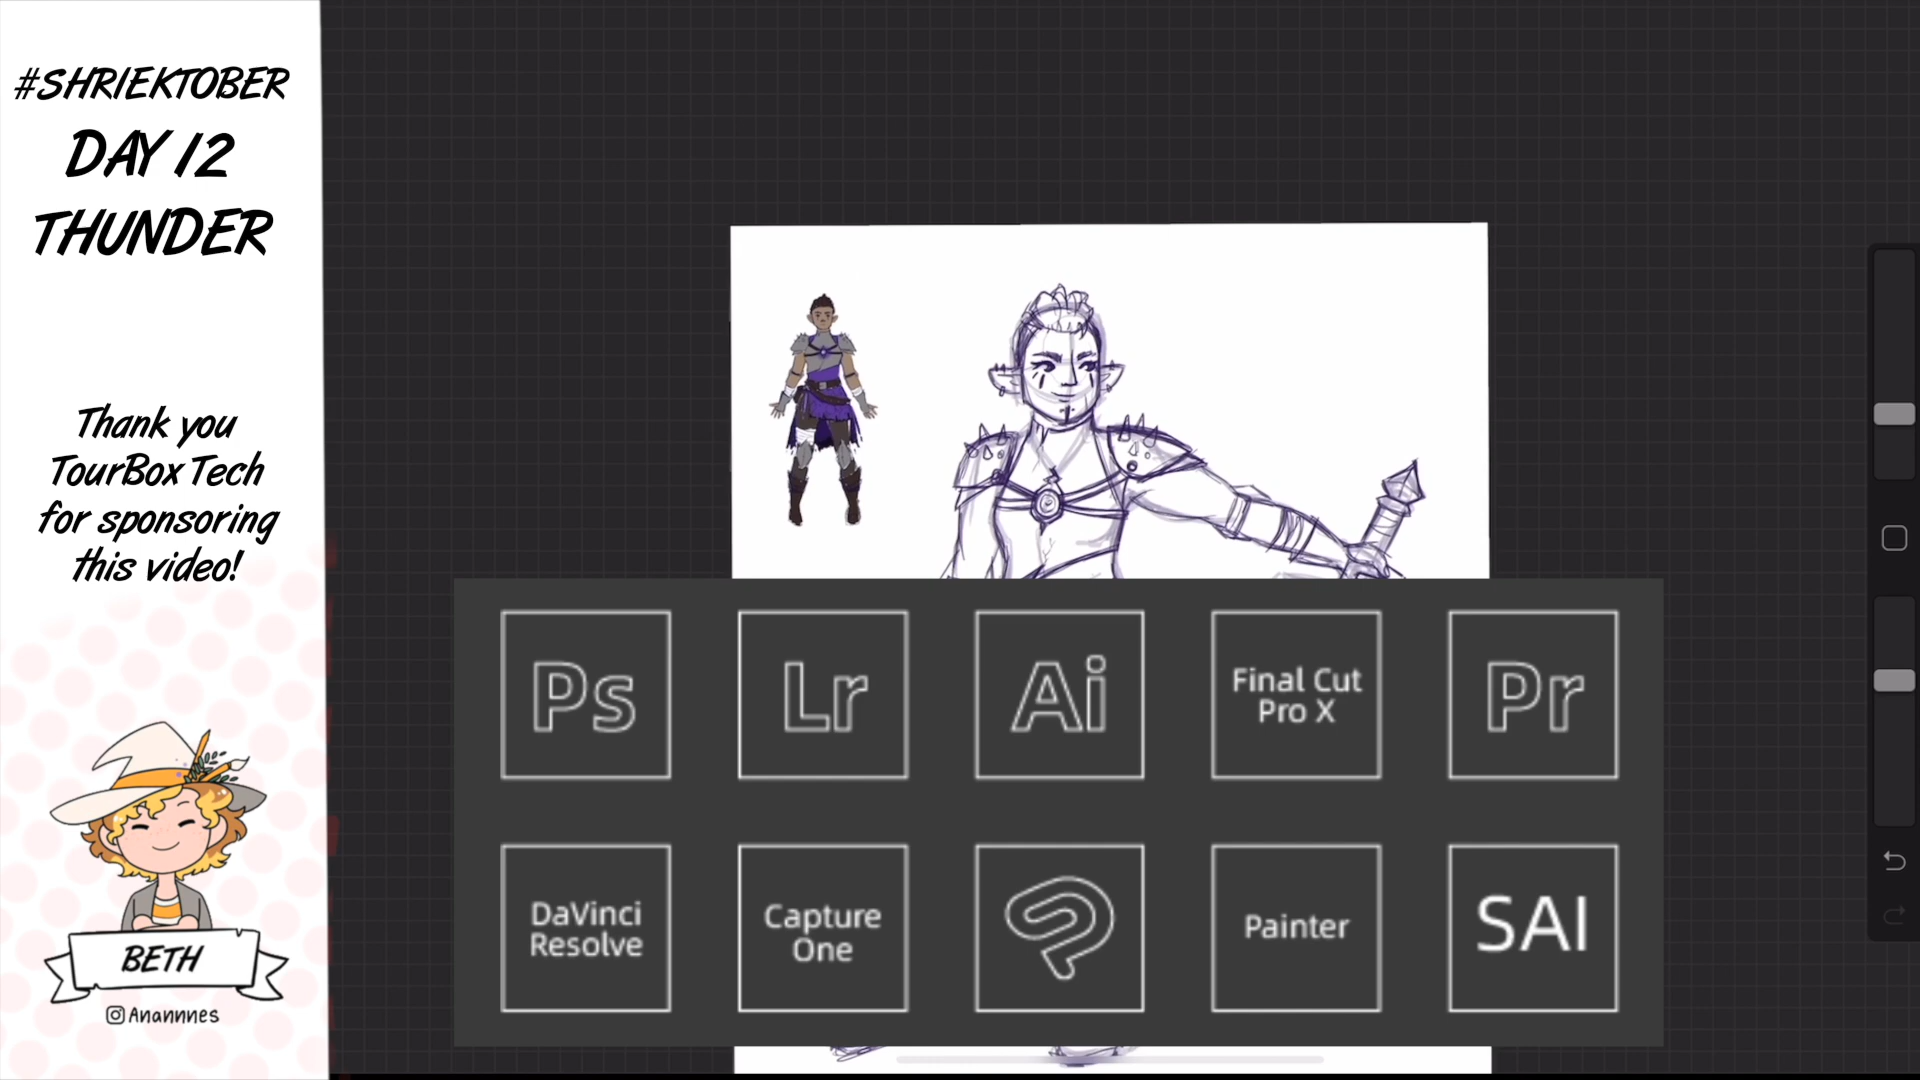 #SHRIEKTOBER
DAY 12
THUNDER
Thank you
TourBox Tech
for sponsoring
this video!
BETH
Anannnes
Ps
Lr
Ai
Final Cut
Pro X
Pr
DaVinci
Resolve
Capture
One
Painter
SAI